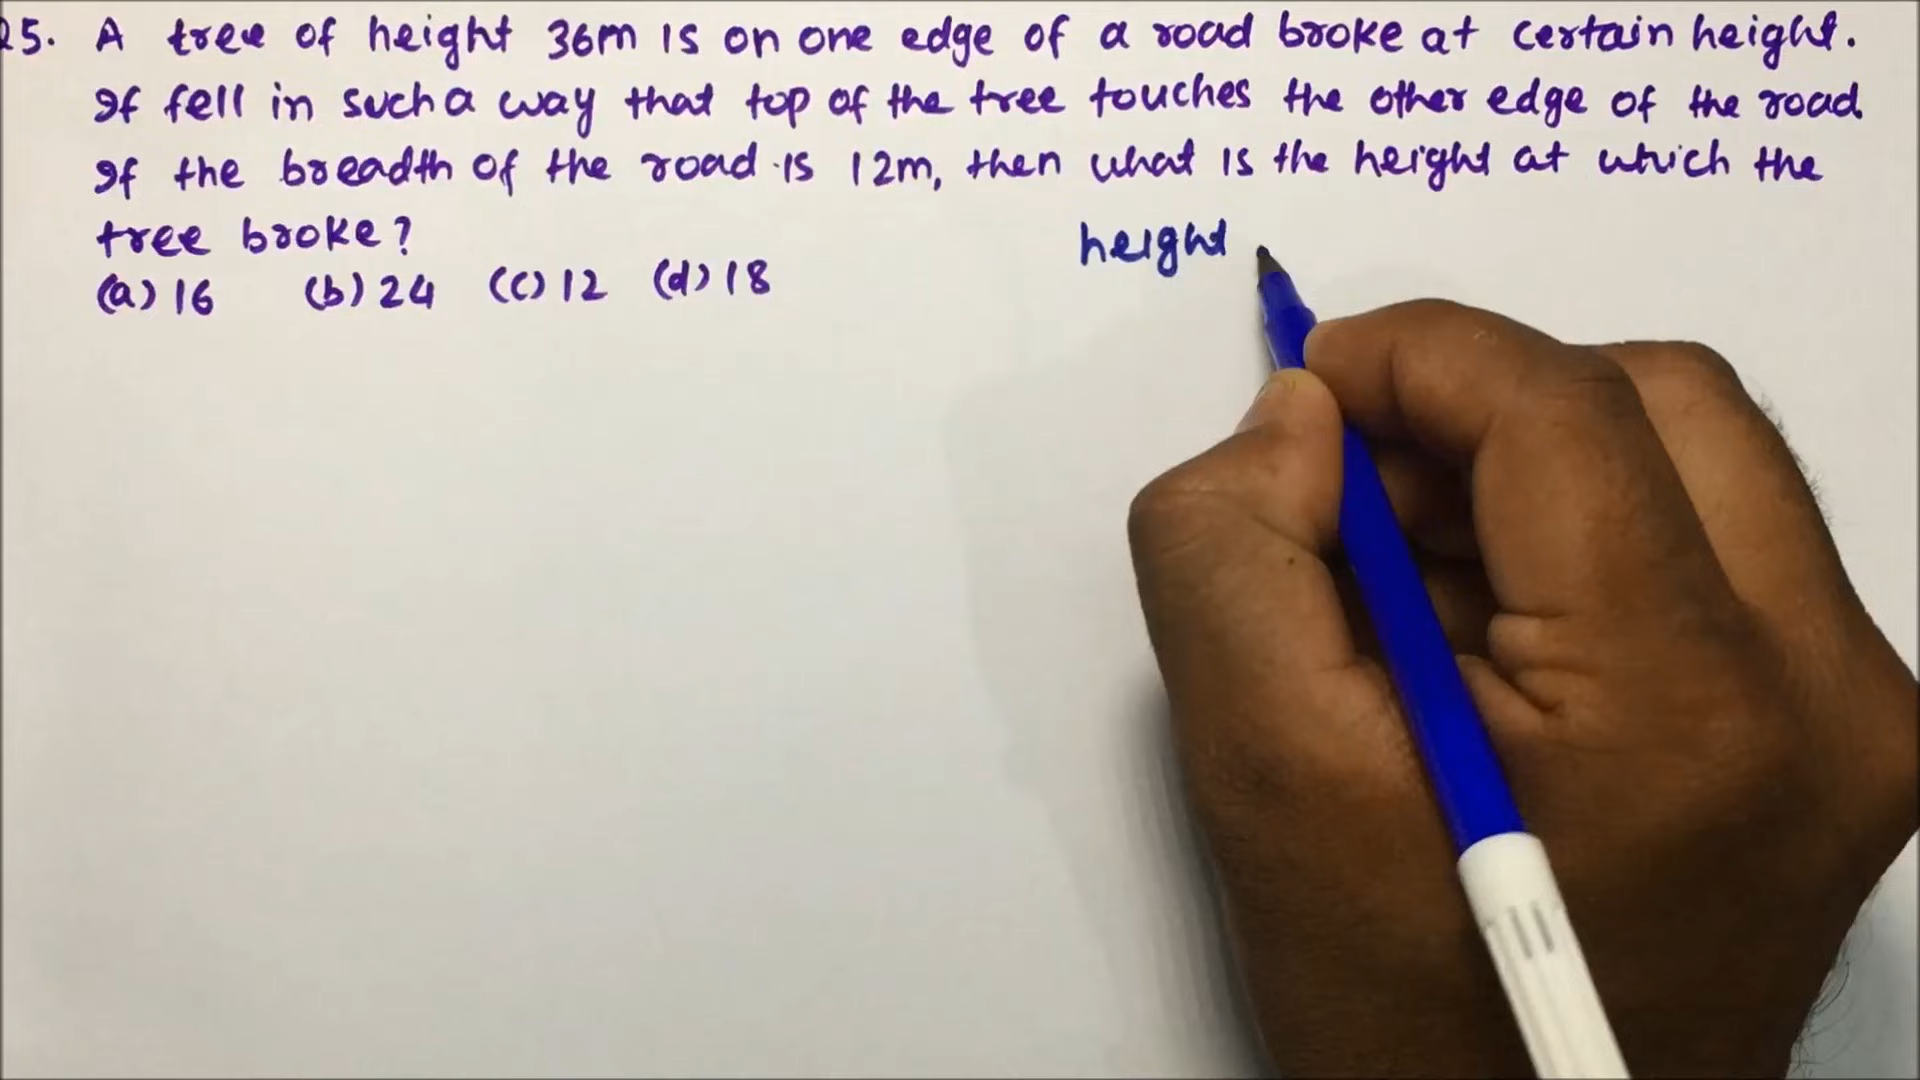 25. A tree of height 36m is on one edge of a road broke at certain height.
If fell in such a way that top of the tree touches the other edge of the road
If the breadth of the road is 12m, then what is the height at which the
tree broke?
(a) 16 (b) 24 (c) 12 (d) 18
height